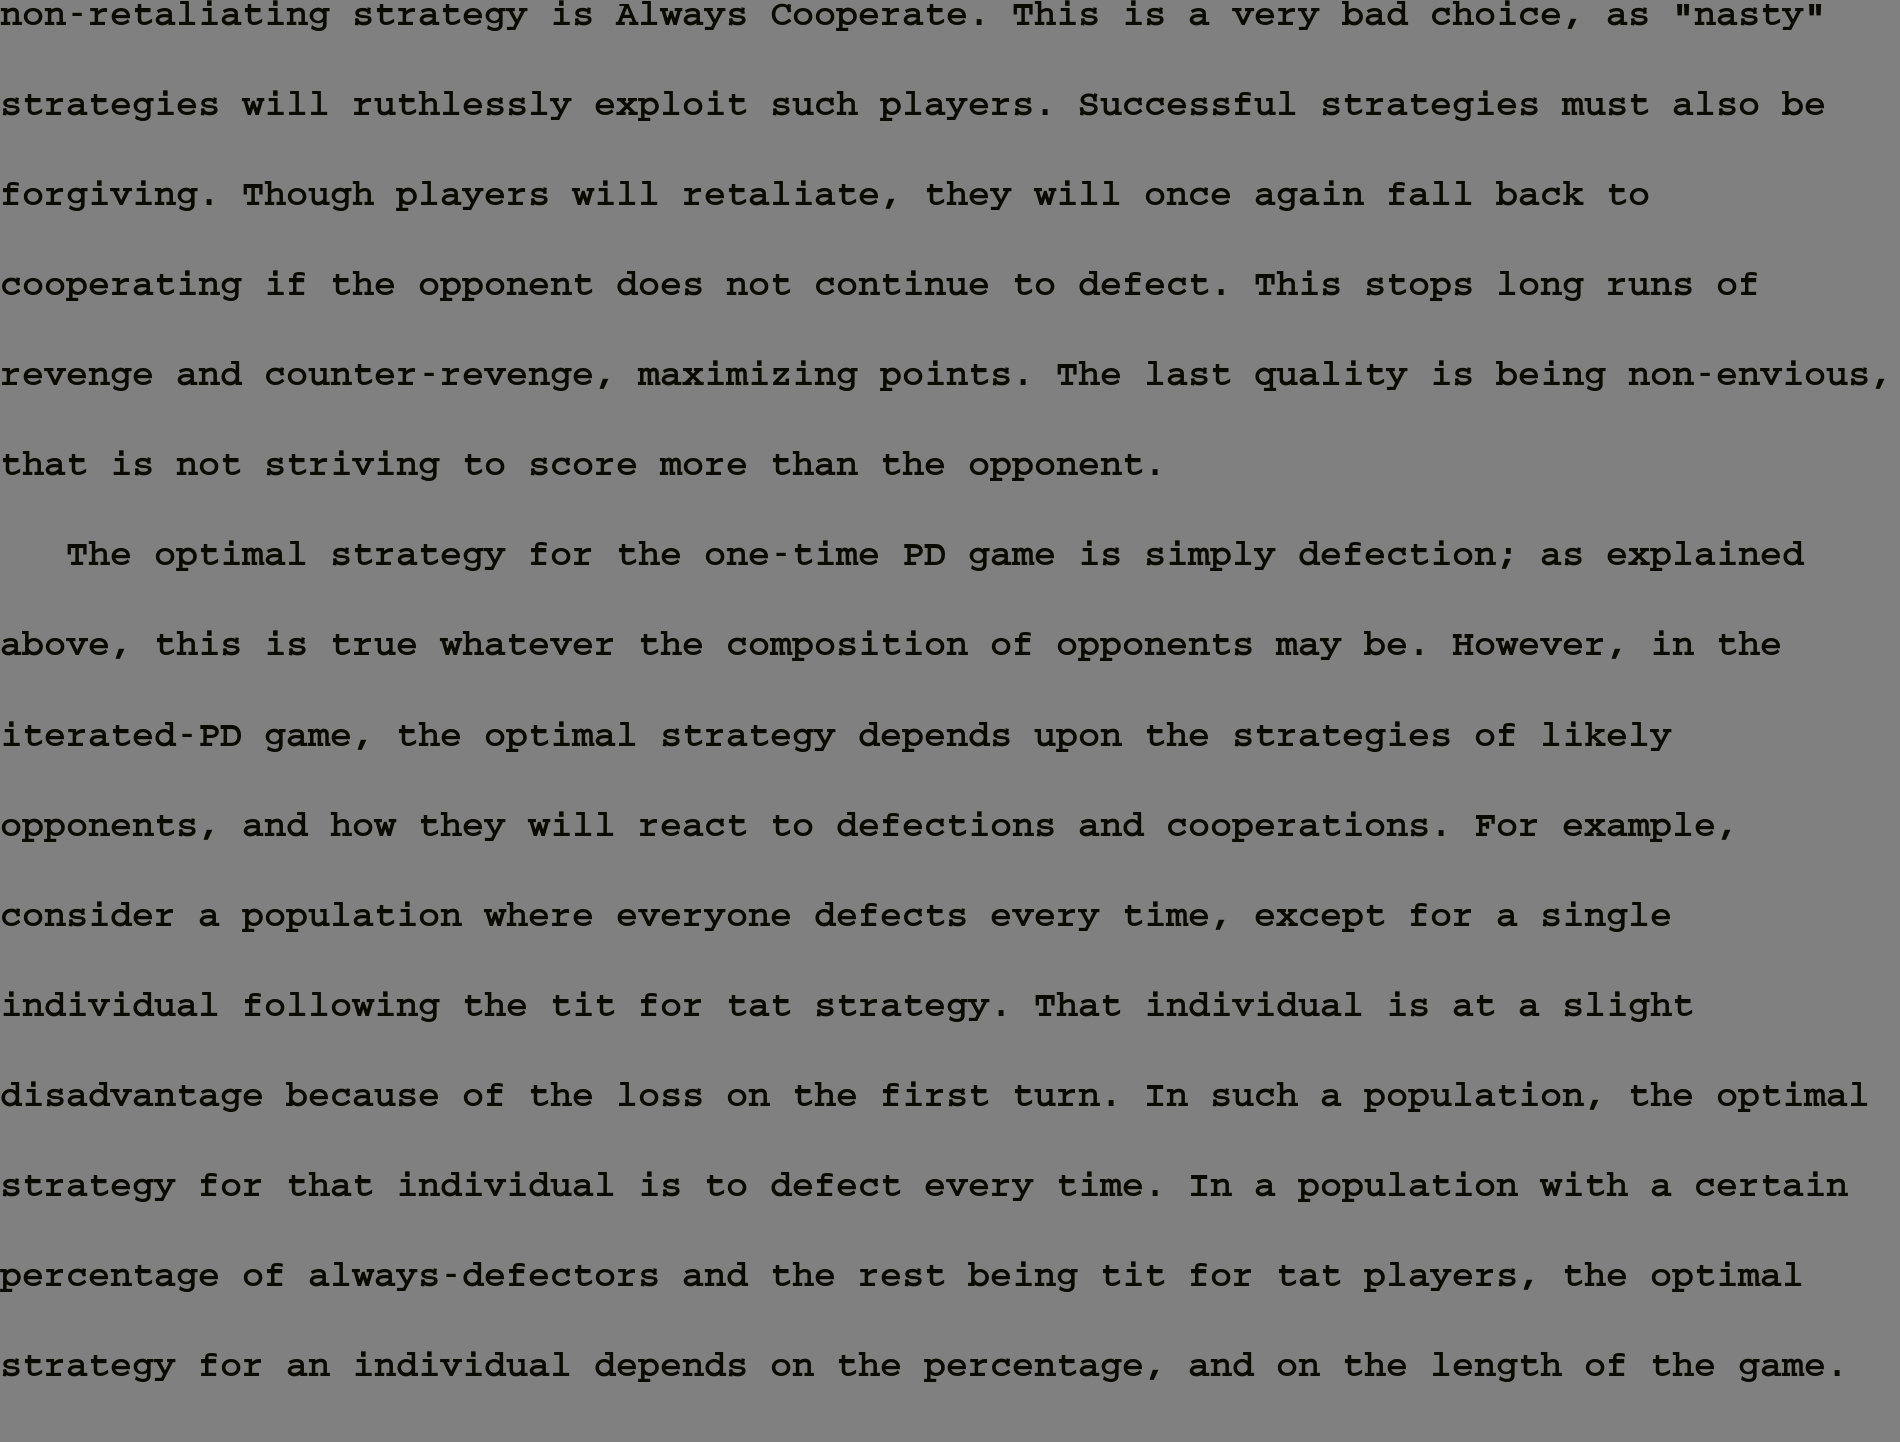 non-retaliating strategy is Always Cooperate. This is a very bad choice, as "nasty"
strategies will ruthlessly exploit such players. Successful strategies must also be
forgiving. Though players will retaliate, they will once again fall back to
cooperating if the opponent does not continue to defect. This stops long runs of
revenge and counter-revenge, maximizing points. The last quality is being non-envious,
that is not striving to score more than the opponent.
The optimal strategy for the one-time PD game is simply defection; as explained
above, this is true whatever the composition of opponents may be. However, in the
iterated-PD game, the optimal strategy depends upon the strategies of likely
opponents, and how they will react to defections and cooperations. For example,
consider a population where everyone defects every time, except for a single
individual following the tit for tat strategy. That individual is at a slight
disadvantage because of the loss on the first turn. In such a population, the optimal
strategy for that individual is to defect every time. In a population with a certain
percentage of always-defectors and the rest being tit for tat players, the optimal
strategy for an individual depends on the percentage, and on the length of the game.